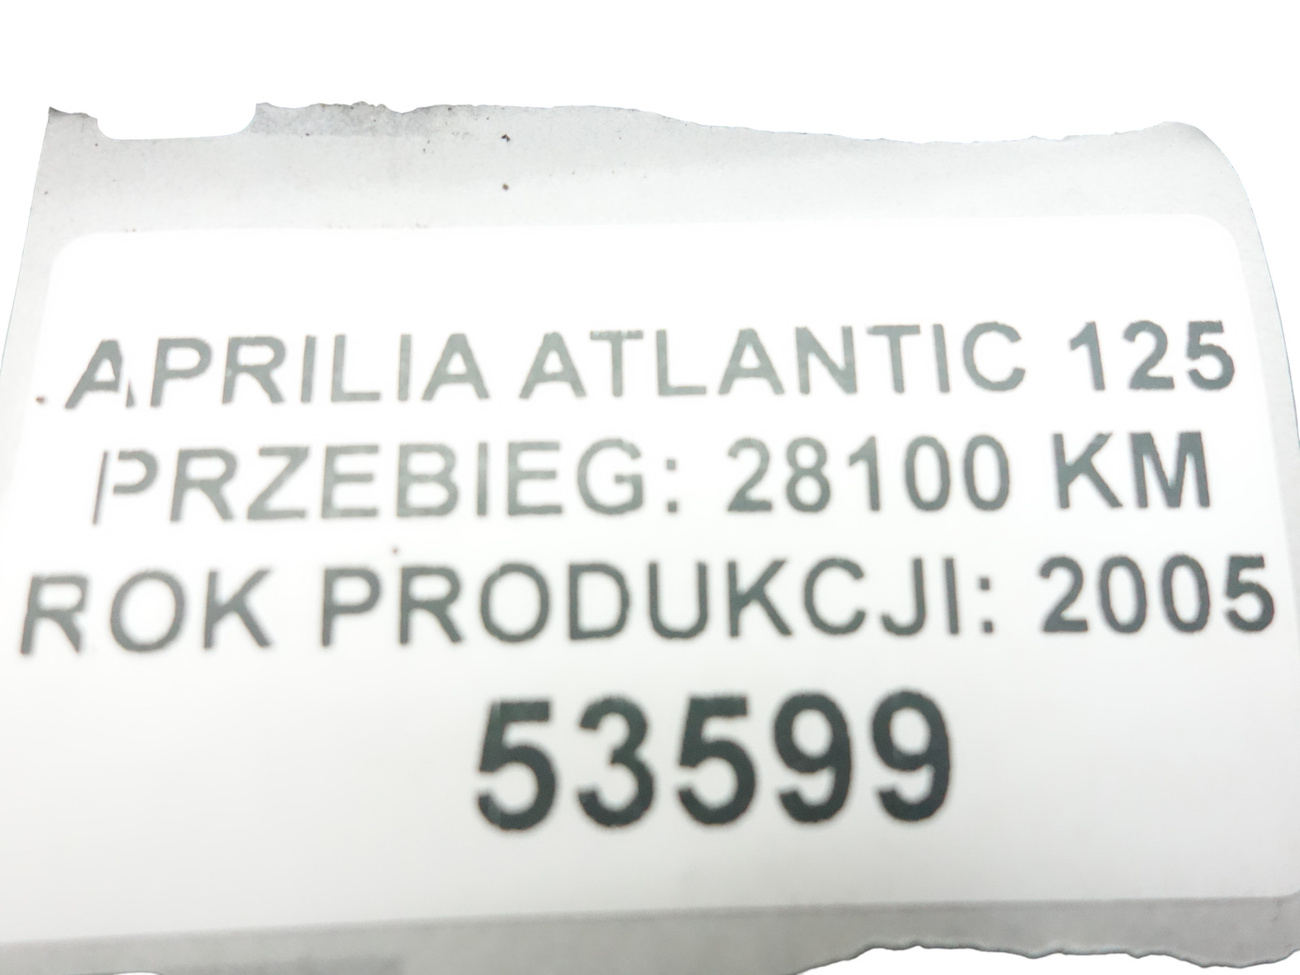 APRILIA ATLANTIC 125
PRZEBIEG: 28100 KM
ROK PRODUKCJI: 2005
53599